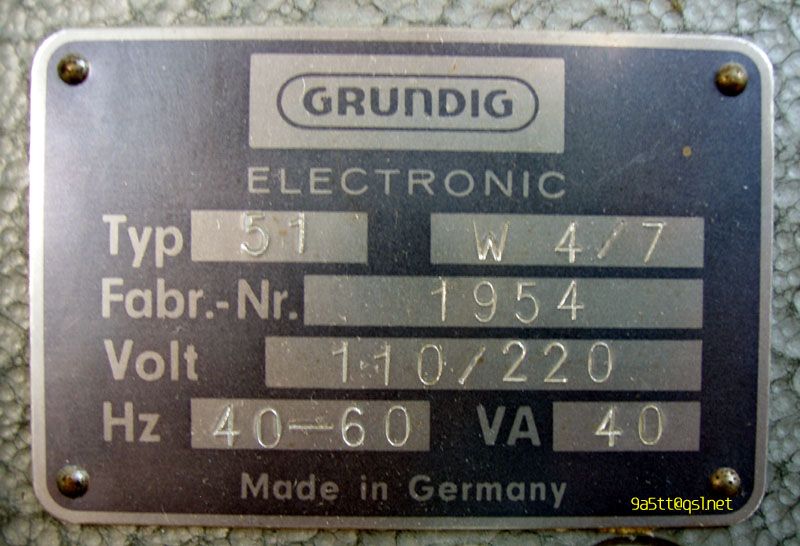 GRUNDIG
ELECTRONIC
Typ 51 W 4/7
Fabr.-Nr. 1954
Volt 110/220
Hz 40-60 VA 40
Made in Germany
9a5tt@qsl.net